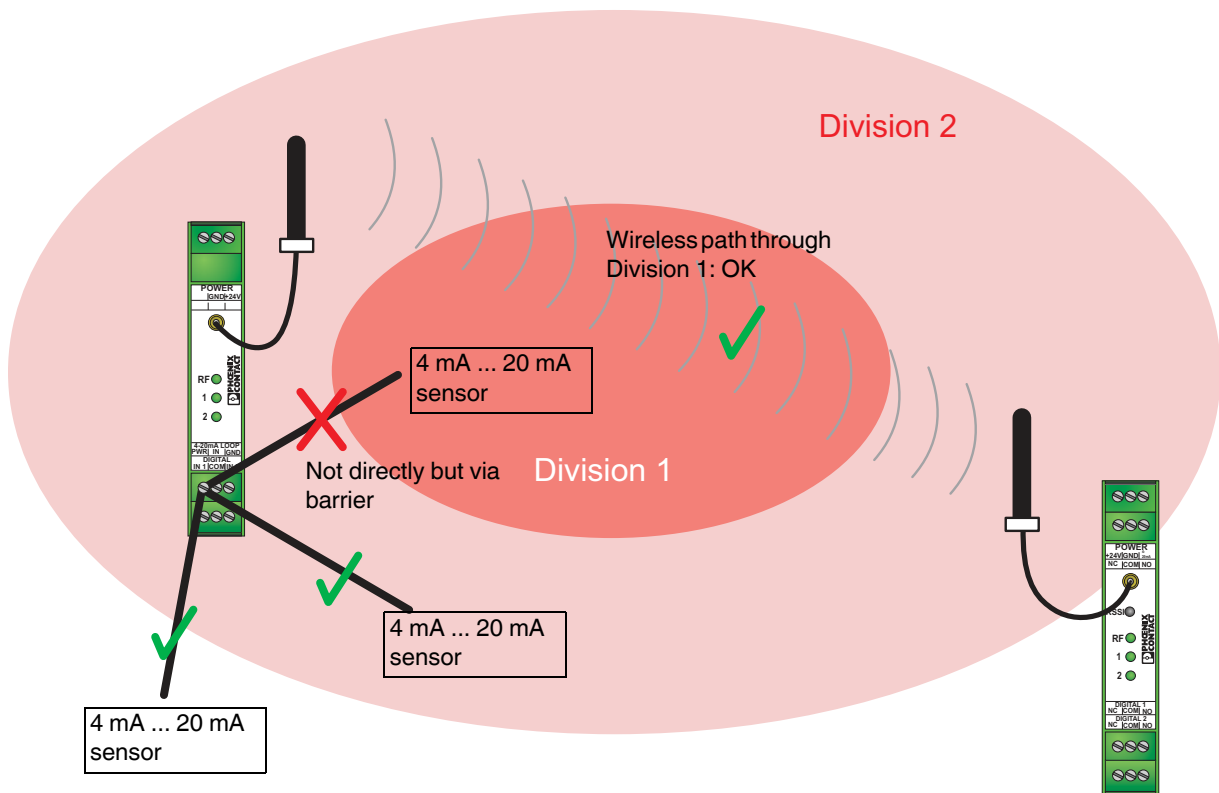 Division 2
Wireless path through
Division 1: OK
POWER
GND +24V
RF
1
2
PHŒNIX
CONTACT
4-20mA LOOP
PWR IN GND
DIGITAL
IN 1 COM IN
4 mA ... 20 mA
sensor
Not directly but via
barrier
Division 1
4 mA ... 20 mA
sensor
4 mA ... 20 mA
sensor
POWER
+24V GND
20mA
NC COM NO
RSSI
RF
1
2
PHŒNIX
CONTACT
DIGITAL 1
NC COM NO
DIGITAL 2
NC COM NO